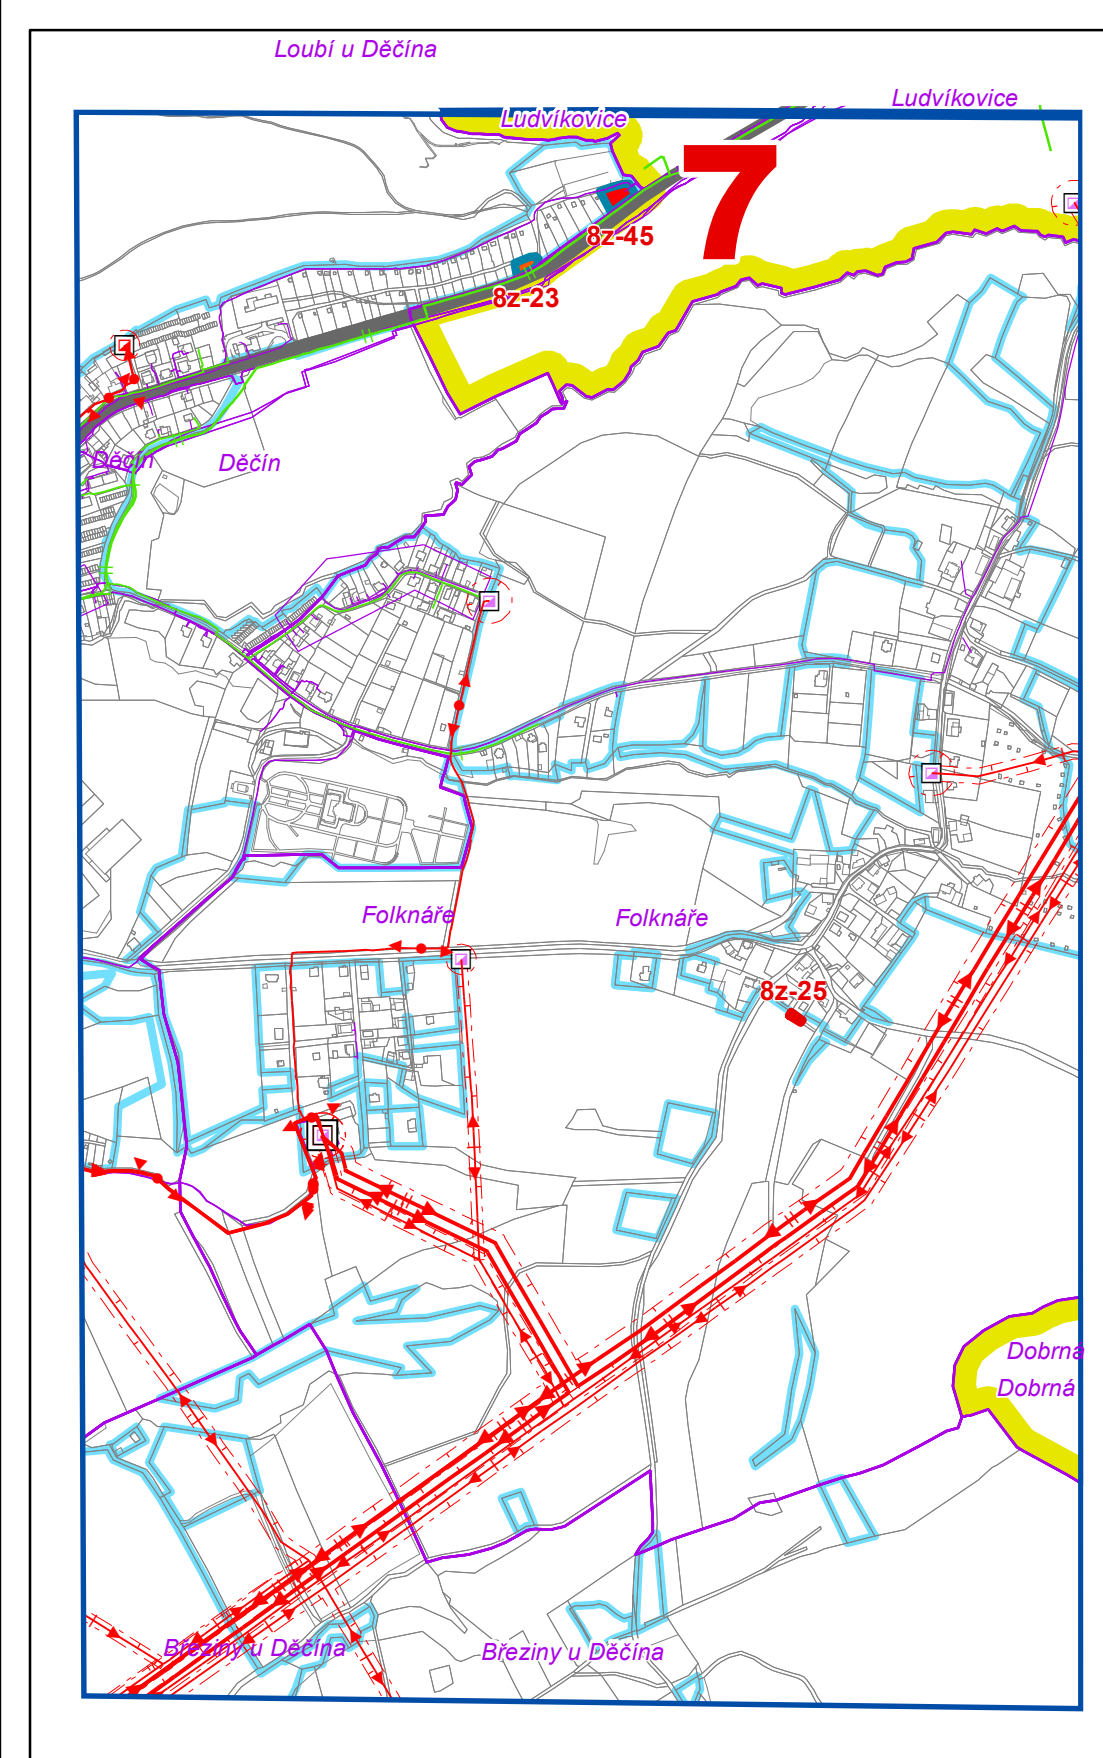 Loubí u Děčína
Ludvíkovice
Ludvíkovice
7
8z-45
8z-23
Děčín
Děčín
Folknáře
Folknáře
8z-25
Dobrná
Dobrná
Březiny u Děčína
Březiny u Děčína